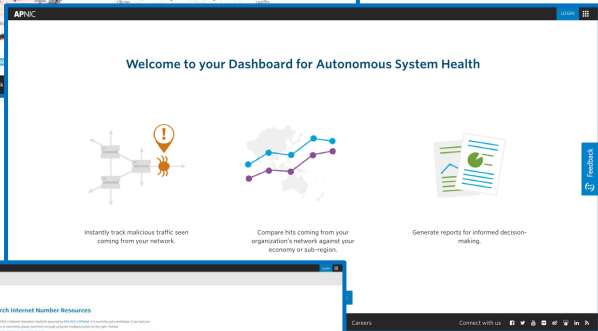 APNIC
LOGIN
Welcome to your Dashboard for Autonomous System Health
Instantly track malicious traffic seen
coming from your network.
Compare hits coming from your
organization's network against your
economy or sub-region.
Generate reports for informed decision-
making.
Feedback
rch Internet Number Resources
Careers
Connect with us